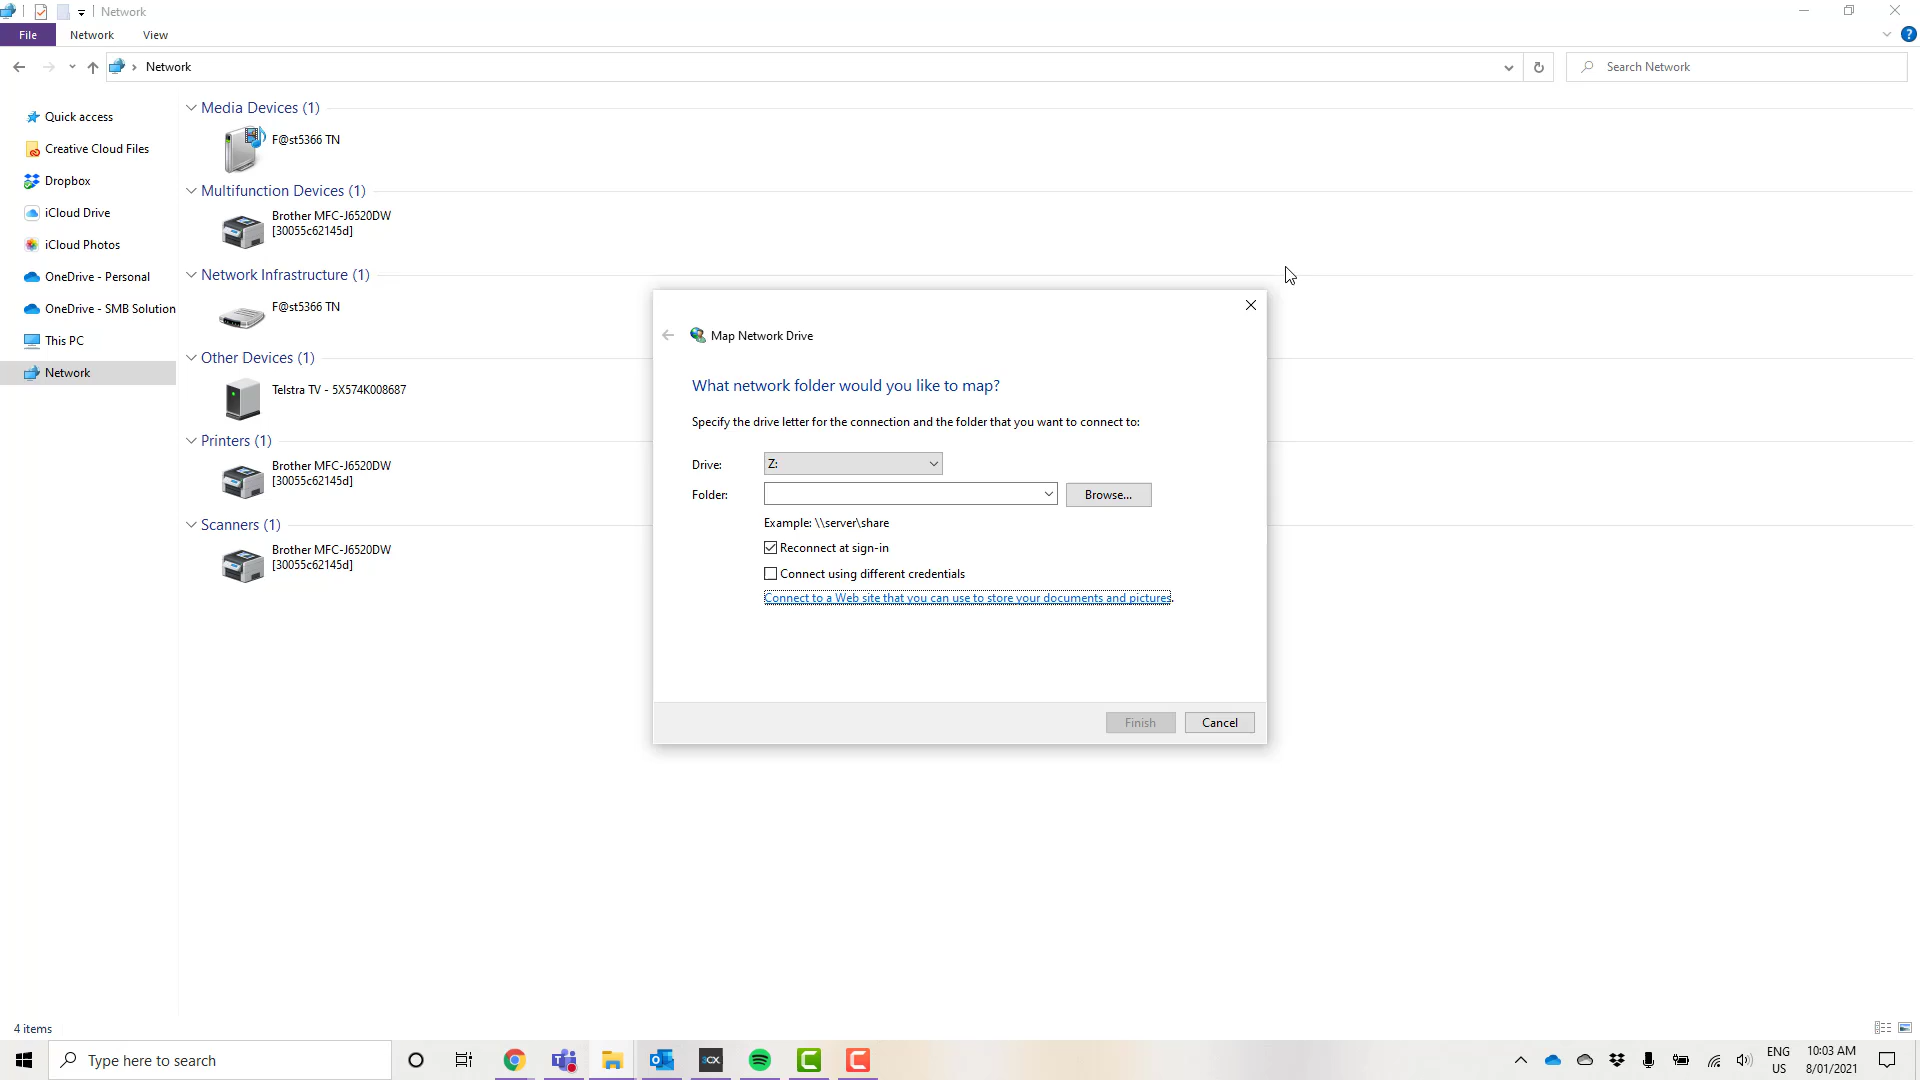 Network
File
Network
View
?
Network
Search Network
Quick access
Creative Cloud Files
Dropbox
iCloud Drive
iCloud Photos
OneDrive - Personal
OneDrive - SMB Solution
This PC
Network
Media Devices (1)
F@st5366 TN
Multifunction Devices (1)
Brother MFC-J6520DW
[30055c62145d]
Network Infrastructure (1)
F@st5366 TN
Other Devices (1)
Telstra TV - 5X574K008687
Printers (1)
Brother MFC-J6520DW
[30055c62145d]
Scanners (1)
Brother MFC-J6520DW
[30055c62145d]
Map Network Drive
What network folder would you like to map?
Specify the drive letter for the connection and the folder that you want to connect to:
Drive:
Z:
Folder:
Browse...
Example: \\server\share
Reconnect at sign-in
Connect using different credentials
Connect to a Web site that you can use to store your documents and pictures.
Finish
Cancel
4 items
Type here to search
3CX
ENG
US
10:03 AM
8/01/2021